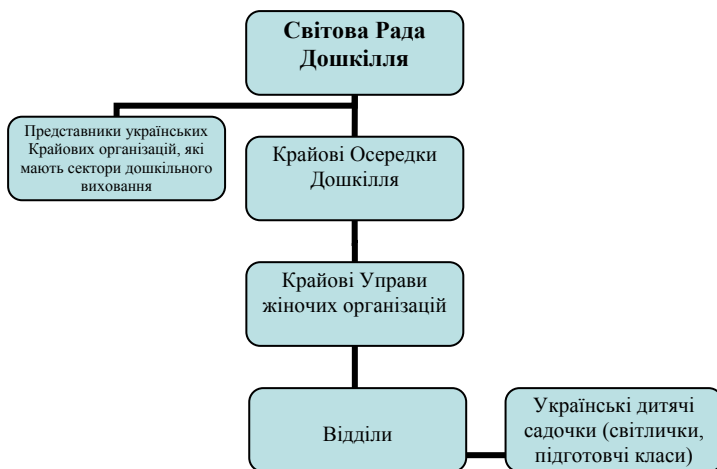 Світова Рада
Дошкілля
Представники українських
Крайових організацій, які
мають сектори дошкільного
виховання
Крайові Осередки
Дошкілля
Крайові Управи
жіночих організацій
Відділи
Українські дитячі
садочки (світлички,
підготовчі класи)